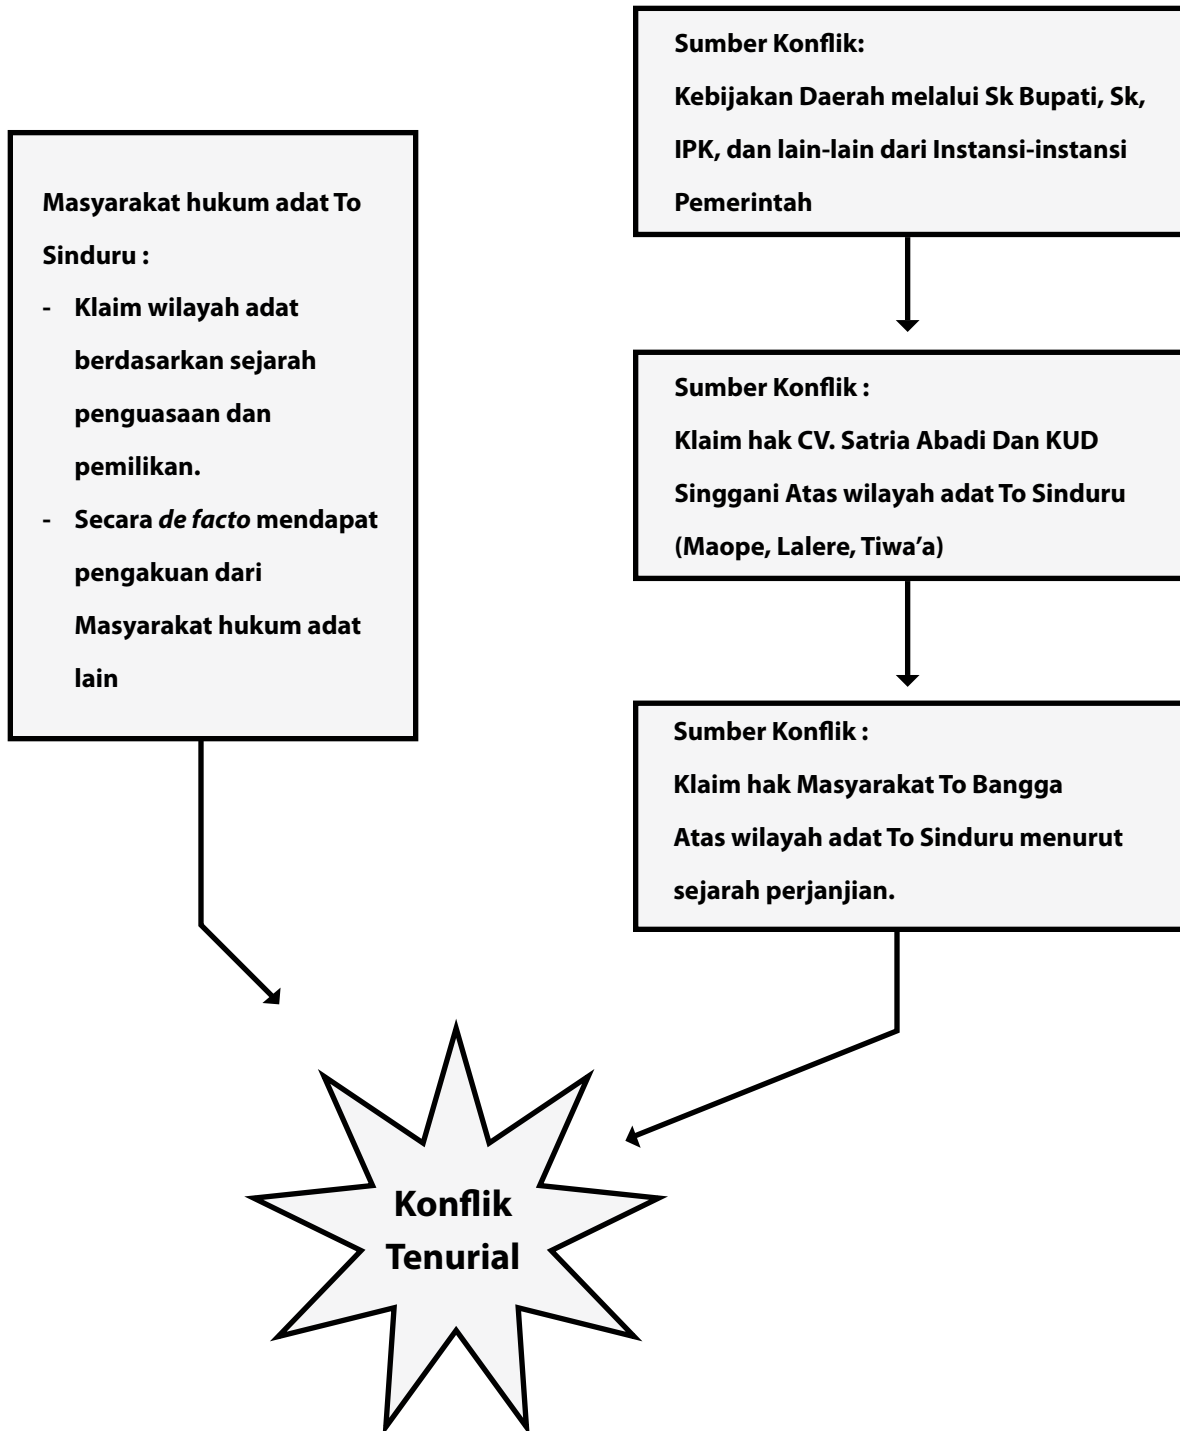 Sumber Konflik:
Kebijakan Daerah melalui Sk Bupati, Sk,
IPK, dan lain-lain dari Instansi-instansi
Pemerintah
Masyarakat hukum adat To
Sinduru :
- Klaim wilayah adat
berdasarkan sejarah
penguasaan dan
pemilikan.
- Secara de facto mendapat
pengakuan dari
Masyarakat hukum adat
lain
Sumber Konflik :
Klaim hak CV. Satria Abadi Dan KUD
Singgani Atas wilayah adat To Sinduru
(Maope, Lalere, Tiwa’a)
Sumber Konflik :
Klaim hak Masyarakat To Bangga
Atas wilayah adat To Sinduru menurut
sejarah perjanjian.
Konflik
Tenurial